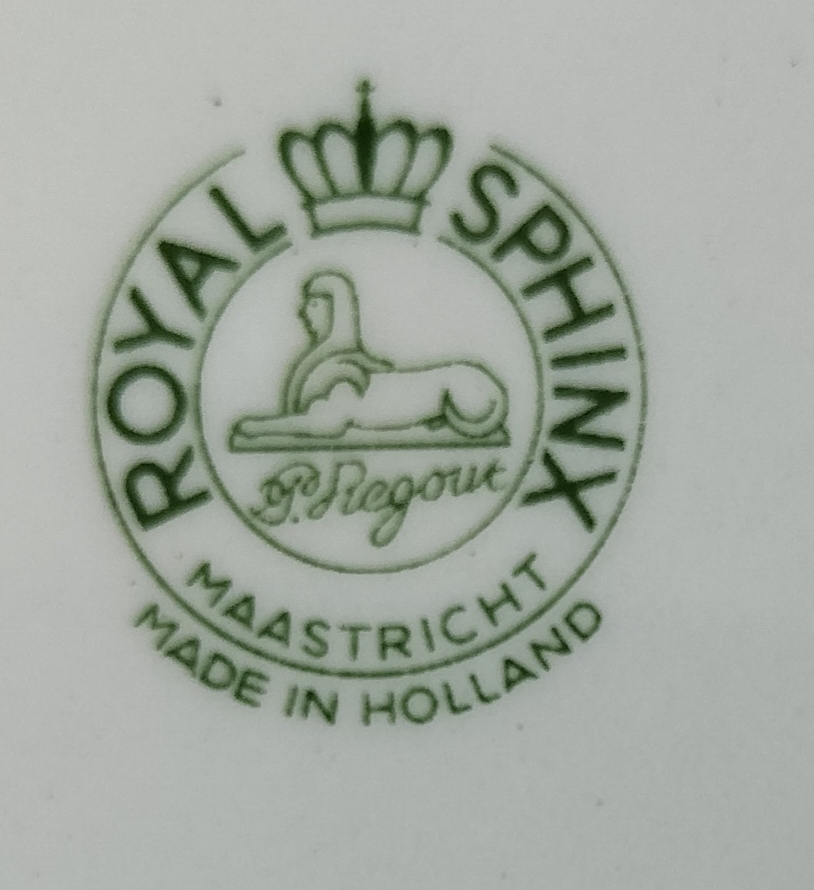 ROYAL SPHINX
P. Regout
MAASTRICHT
MADE IN HOLLAND